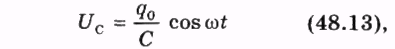 U_C = q_0/C cos ωt (48.13),